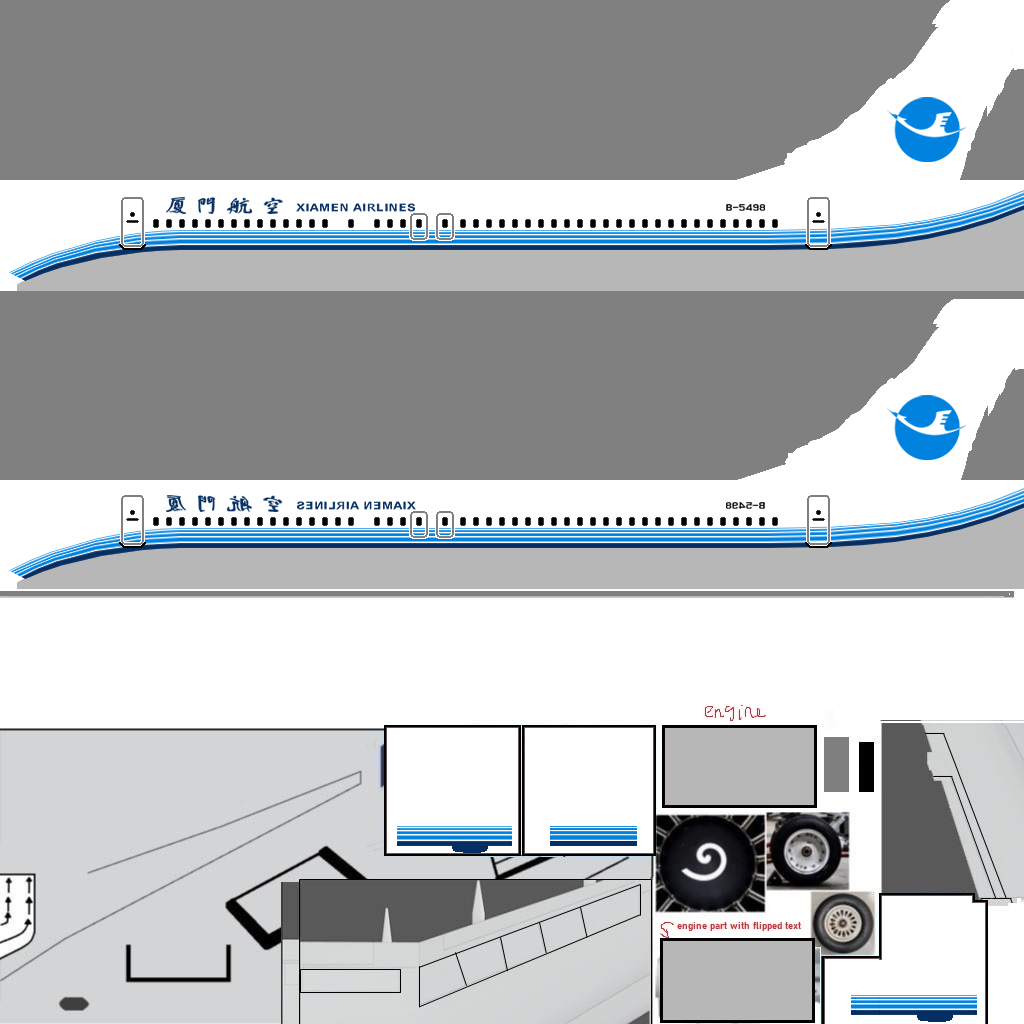 厦門航空 XIAMEN AIRLINES
B-5498
厦門航空 XIAMEN AIRLINES
B-5498
engine
engine part with flipped text